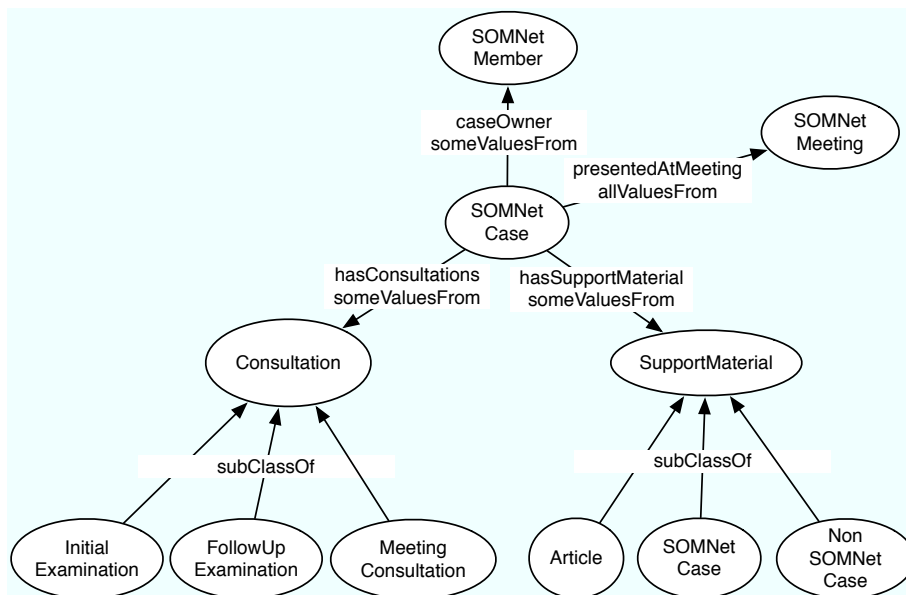 SOMNet
Member
caseOwner
someValuesFrom
SOMNet
Meeting
presentedAtMeeting
allValuesFrom
SOMNet
Case
hasConsultations
someValuesFrom
hasSupportMaterial
someValuesFrom
Consultation
SupportMaterial
subClassOf
subClassOf
Initial
Examination
FollowUp
Examination
Meeting
Consultation
Article
SOMNet
Case
Non
SOMNet
Case